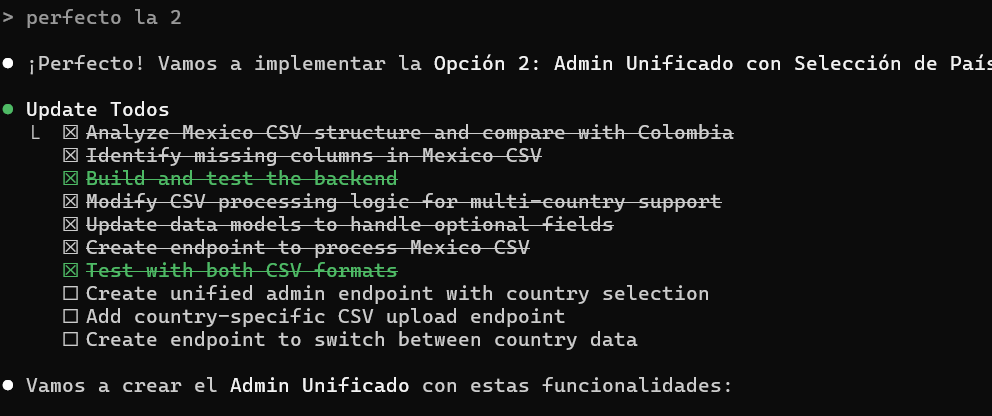 > perfecto la 2
● ¡Perfecto! Vamos a implementar la Opción 2: Admin Unificado con Selección de País
● Update Todos
└ ☒ Analyze Mexico CSV structure and compare with Colombia
☒ Identify missing columns in Mexico CSV
☒ Build and test the backend
☒ Modify CSV processing logic for multi-country support
☒ Update data models to handle optional fields
☒ Create endpoint to process Mexico CSV
☒ Test with both CSV formats
☐ Create unified admin endpoint with country selection
☐ Add country-specific CSV upload endpoint
☐ Create endpoint to switch between country data
● Vamos a crear el Admin Unificado con estas funcionalidades: